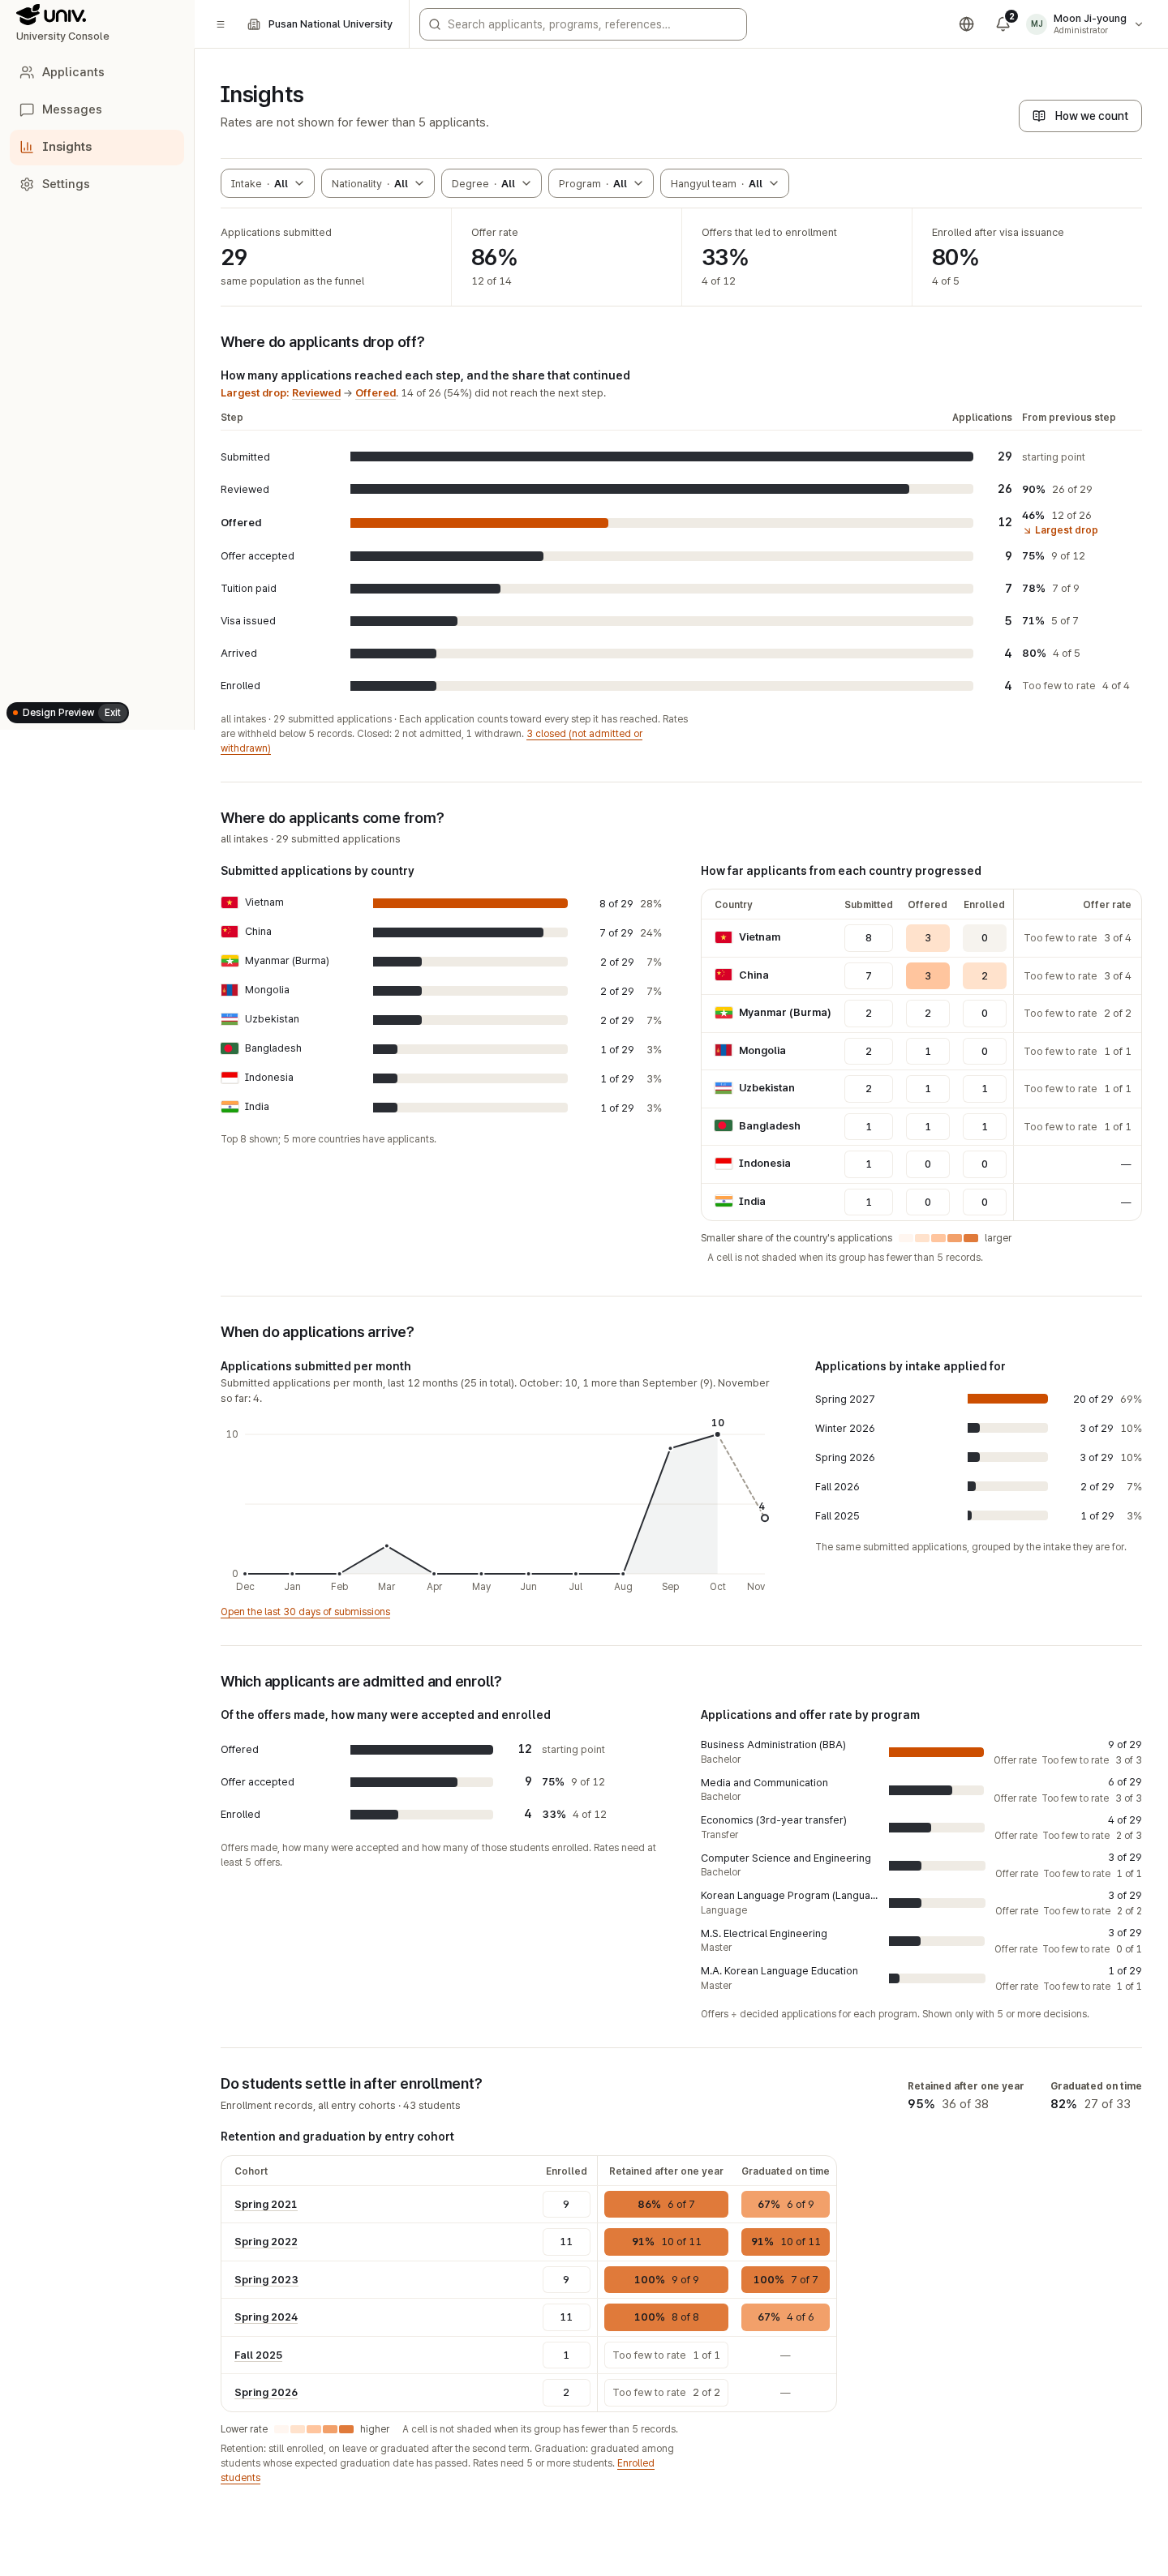 UNIV.
University Console
Applicants
Messages
Insights
Settings
Design Preview Exit
Pusan National University
Search applicants, programs, references...
2
MJ
Moon Ji-young
Administrator
Insights
Rates are not shown for fewer than 5 applicants.
How we count
Intake · All
Nationality · All
Degree · All
Program · All
Hangyul team · All
Applications submitted
29
same population as the funnel
Offer rate
86%
12 of 14
Offers that led to enrollment
33%
4 of 12
Enrolled after visa issuance
80%
4 of 5
Where do applicants drop off?
How many applications reached each step, and the share that continued
Largest drop: Reviewed → Offered. 14 of 26 (54%) did not reach the next step.
Step Applications From previous step
Submitted 29 starting point
Reviewed 26 90% 26 of 29
Offered 12 46% 12 of 26
↘ Largest drop
Offer accepted 9 75% 9 of 12
Tuition paid 7 78% 7 of 9
Visa issued 5 71% 5 of 7
Arrived 4 80% 4 of 5
Enrolled 4 Too few to rate 4 of 4
all intakes · 29 submitted applications · Each application counts toward every step it has reached. Rates
are withheld below 5 records. Closed: 2 not admitted, 1 withdrawn. 3 closed (not admitted or
withdrawn)
Where do applicants come from?
all intakes · 29 submitted applications
Submitted applications by country
Vietnam 8 of 29 28%
China 7 of 29 24%
Myanmar (Burma) 2 of 29 7%
Mongolia 2 of 29 7%
Uzbekistan 2 of 29 7%
Bangladesh 1 of 29 3%
Indonesia 1 of 29 3%
India 1 of 29 3%
Top 8 shown; 5 more countries have applicants.
How far applicants from each country progressed
Country Submitted Offered Enrolled Offer rate
Vietnam 8 3 0 Too few to rate 3 of 4
China 7 3 2 Too few to rate 3 of 4
Myanmar (Burma) 2 2 0 Too few to rate 2 of 2
Mongolia 2 1 0 Too few to rate 1 of 1
Uzbekistan 2 1 1 Too few to rate 1 of 1
Bangladesh 1 1 1 Too few to rate 1 of 1
Indonesia 1 0 0 —
India 1 0 0 —
Smaller share of the country's applications larger
A cell is not shaded when its group has fewer than 5 records.
When do applications arrive?
Applications submitted per month
Submitted applications per month, last 12 months (25 in total). October: 10, 1 more than September (9). November
so far: 4.
10
10
4
0
Dec Jan Feb Mar Apr May Jun Jul Aug Sep Oct Nov
Open the last 30 days of submissions
Applications by intake applied for
Spring 2027 20 of 29 69%
Winter 2026 3 of 29 10%
Spring 2026 3 of 29 10%
Fall 2026 2 of 29 7%
Fall 2025 1 of 29 3%
The same submitted applications, grouped by the intake they are for.
Which applicants are admitted and enroll?
Of the offers made, how many were accepted and enrolled
Offered 12 starting point
Offer accepted 9 75% 9 of 12
Enrolled 4 33% 4 of 12
Offers made, how many were accepted and how many of those students enrolled. Rates need at
least 5 offers.
Applications and offer rate by program
Business Administration (BBA) 9 of 29
Bachelor Offer rate Too few to rate 3 of 3
Media and Communication 6 of 29
Bachelor Offer rate Too few to rate 3 of 3
Economics (3rd-year transfer) 4 of 29
Transfer Offer rate Too few to rate 2 of 3
Computer Science and Engineering 3 of 29
Bachelor Offer rate Too few to rate 1 of 1
Korean Language Program (Langua... 3 of 29
Language Offer rate Too few to rate 2 of 2
M.S. Electrical Engineering 3 of 29
Master Offer rate Too few to rate 0 of 1
M.A. Korean Language Education 1 of 29
Master Offer rate Too few to rate 1 of 1
Offers ÷ decided applications for each program. Shown only with 5 or more decisions.
Do students settle in after enrollment?
Enrollment records, all entry cohorts · 43 students
Retained after one year
95% 36 of 38
Graduated on time
82% 27 of 33
Retention and graduation by entry cohort
Cohort Enrolled Retained after one year Graduated on time
Spring 2021 9 86% 6 of 7 67% 6 of 9
Spring 2022 11 91% 10 of 11 91% 10 of 11
Spring 2023 9 100% 9 of 9 100% 7 of 7
Spring 2024 11 100% 8 of 8 67% 4 of 6
Fall 2025 1 Too few to rate 1 of 1 —
Spring 2026 2 Too few to rate 2 of 2 —
Lower rate higher A cell is not shaded when its group has fewer than 5 records.
Retention: still enrolled, on leave or graduated after the second term. Graduation: graduated among
students whose expected graduation date has passed. Rates need 5 or more students. Enrolled
students